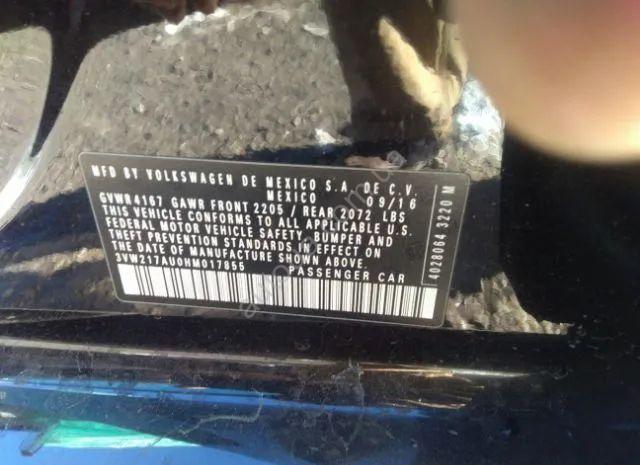 MFD BY VOLKSWAGEN DE MEXICO S.A. DE C.V.
MEXICO 09/16
GVWR 4167 GAWR FRONT 2205 / REAR 2072 LBS
THIS VEHICLE CONFORMS TO ALL APPLICABLE U.S.
FEDERAL MOTOR VEHICLE SAFETY, BUMPER AND
THEFT PREVENTION STANDARDS IN EFFECT ON
THE DATE OF MANUFACTURE SHOWN ABOVE.
3VW217AU0HM017855 PASSENGER CAR
4028064 3220 M